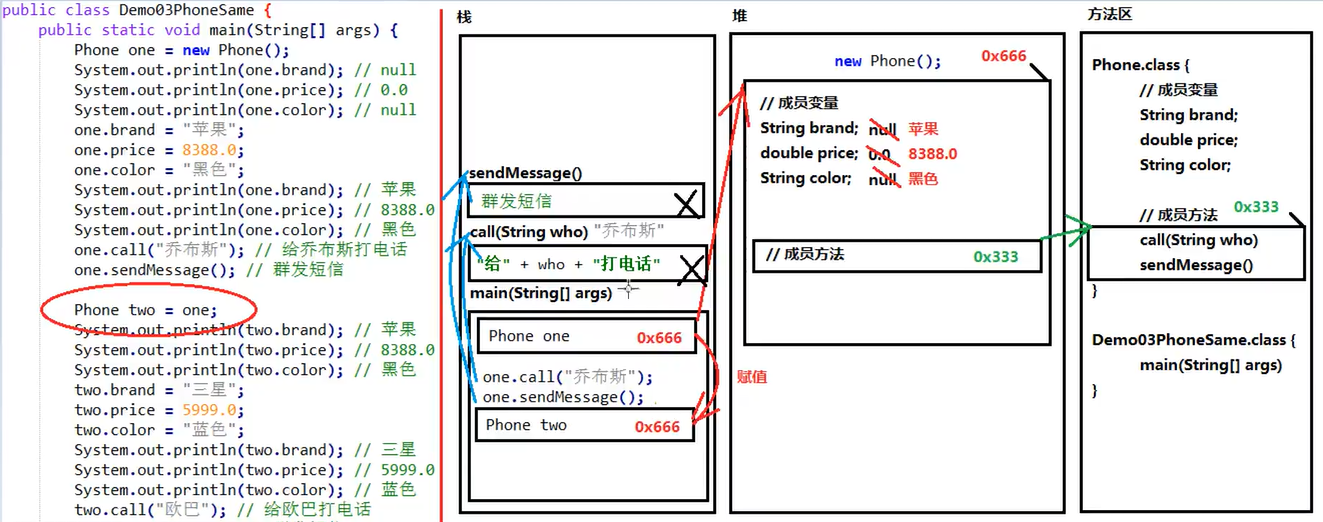 public class Demo03PhoneSame {
public static void main(String[] args) {
Phone one = new Phone();
System.out.println(one.brand); // null
System.out.println(one.price); // 0.0
System.out.println(one.color); // null
one.brand = "苹果";
one.price = 8388.0;
one.color = "黑色";
System.out.println(one.brand); // 苹果
System.out.println(one.price); // 8388.0
System.out.println(one.color); // 黑色
one.call("乔布斯"); // 给乔布斯打电话
one.sendMessage(); // 群发短信
Phone two = one;
System.out.println(two.brand); // 苹果
System.out.println(two.price); // 8388.0
System.out.println(two.color); // 黑色
two.brand = "三星";
two.price = 5999.0;
two.color = "蓝色";
System.out.println(two.brand); // 三星
System.out.println(two.price); // 5999.0
System.out.println(two.color); // 蓝色
two.call("欧巴"); // 给欧巴打电话
栈
sendMessage()
群发短信
call(String who) "乔布斯"
"给" + who + "打电话"
main(String[] args)
Phone one 0x666
one.call("乔布斯");
one.sendMessage();
Phone two 0x666
赋值
堆
new Phone(); 0x666
// 成员变量
String brand; null 苹果
double price; 0.0 8388.0
String color; null 黑色
// 成员方法 0x333
方法区
Phone.class {
// 成员变量
String brand;
double price;
String color;
// 成员方法 0x333
call(String who)
sendMessage()
}
Demo03PhoneSame.class {
main(String[] args)
}